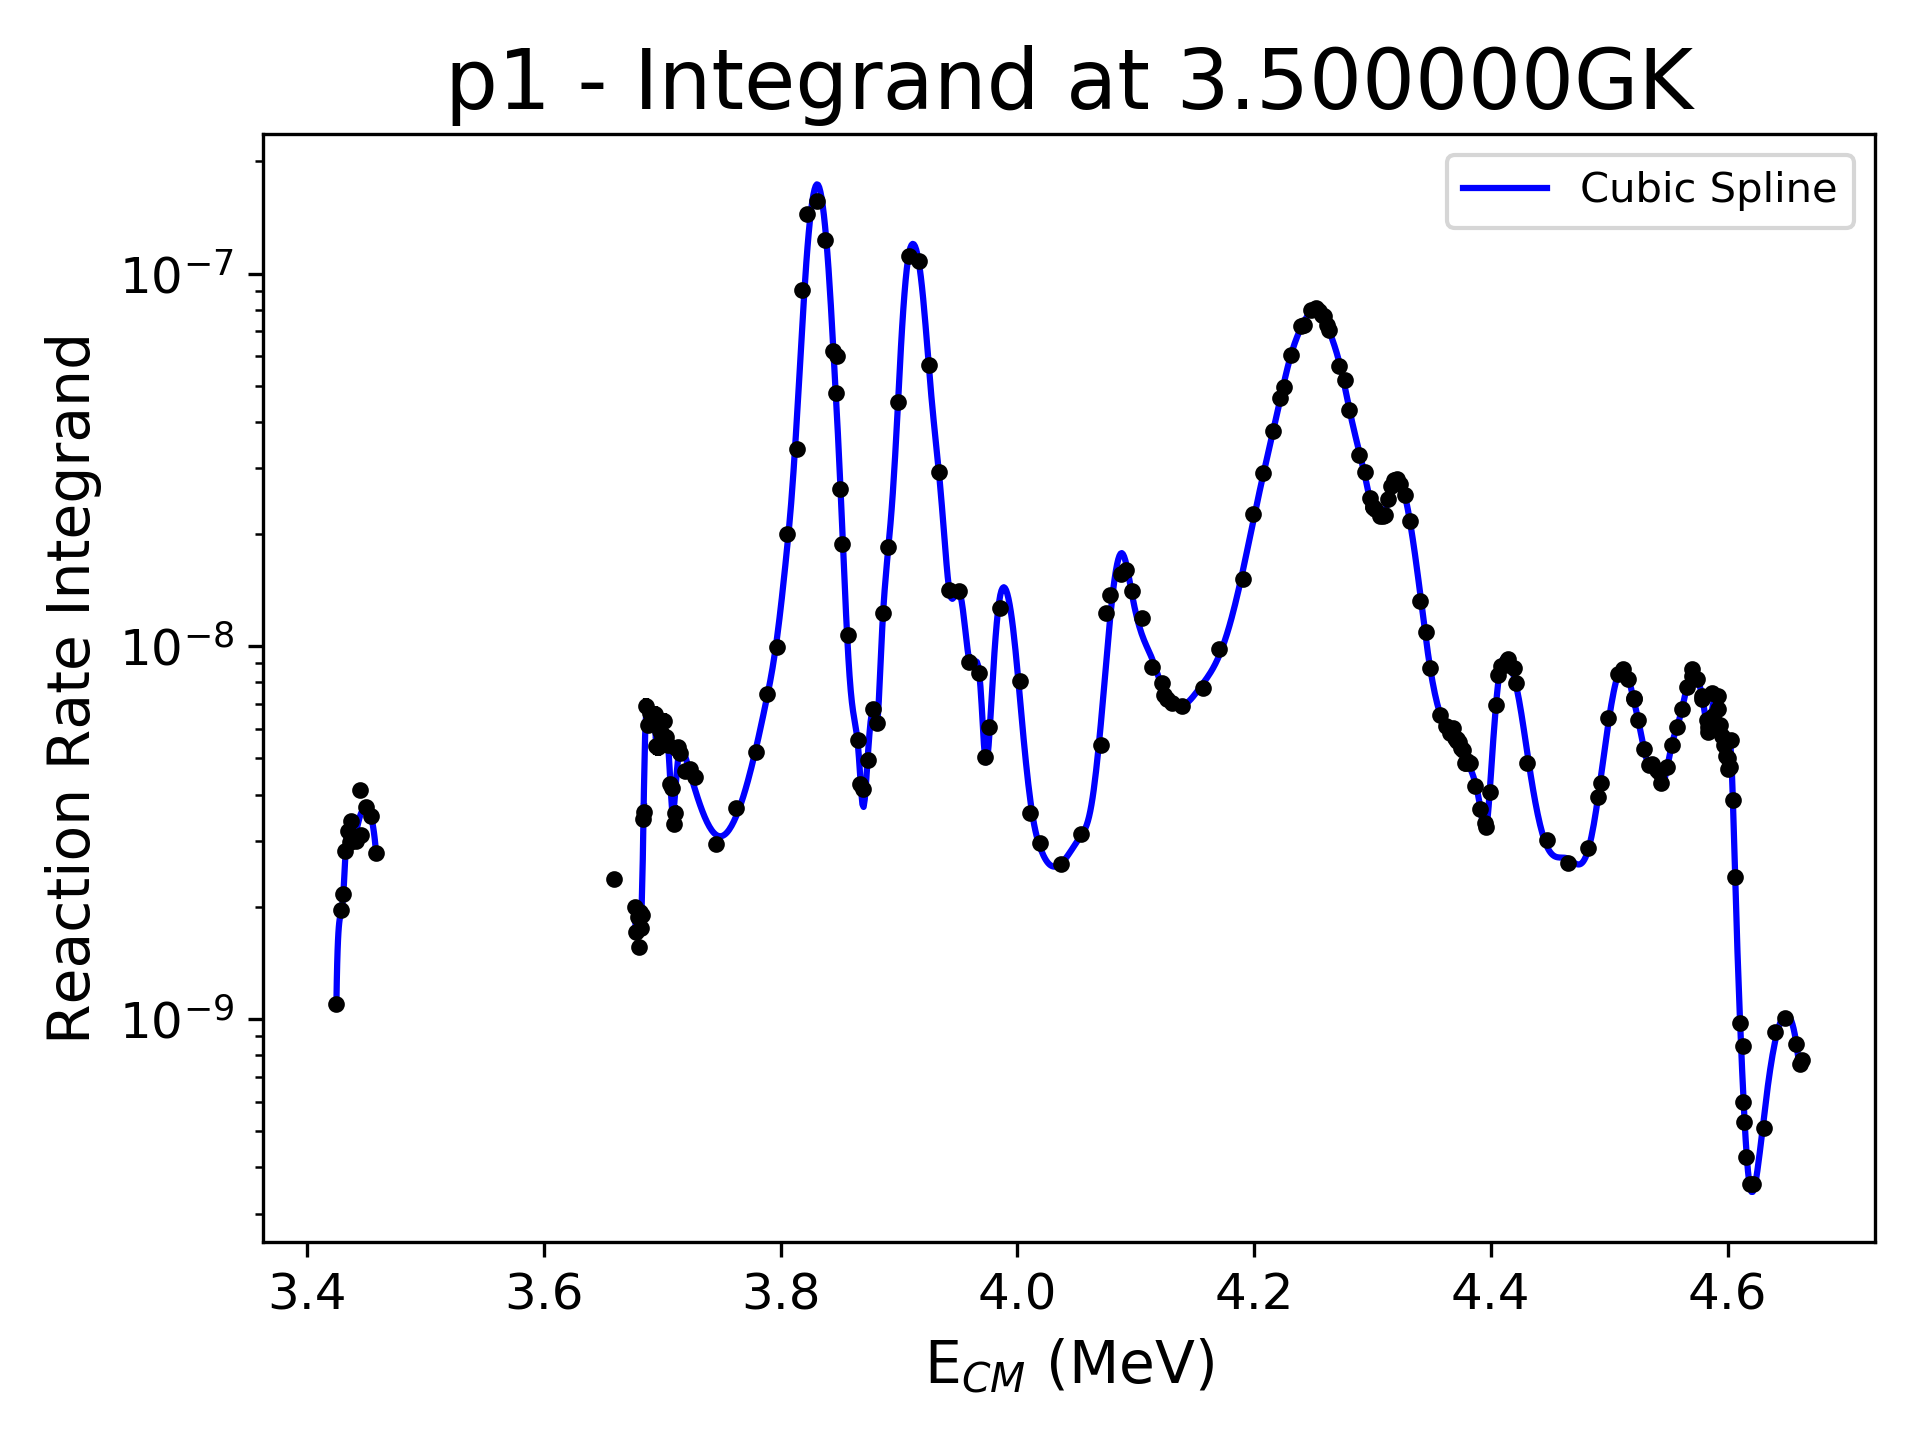 p1 - Integrand at 3.500000GK
Cubic Spline
Reaction Rate Integrand
10⁻⁷
10⁻⁸
10⁻⁹
3.4 3.6 3.8 4.0 4.2 4.4 4.6
E_CM (MeV)